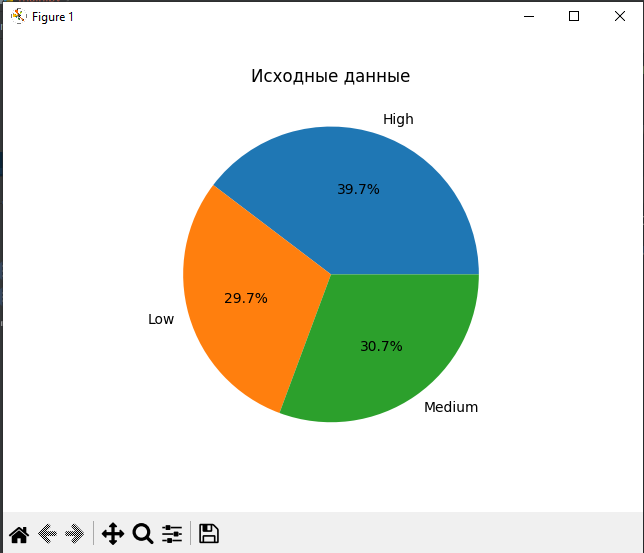 Figure 1
Исходные данные
High
39.7%
29.7%
Low
30.7%
Medium